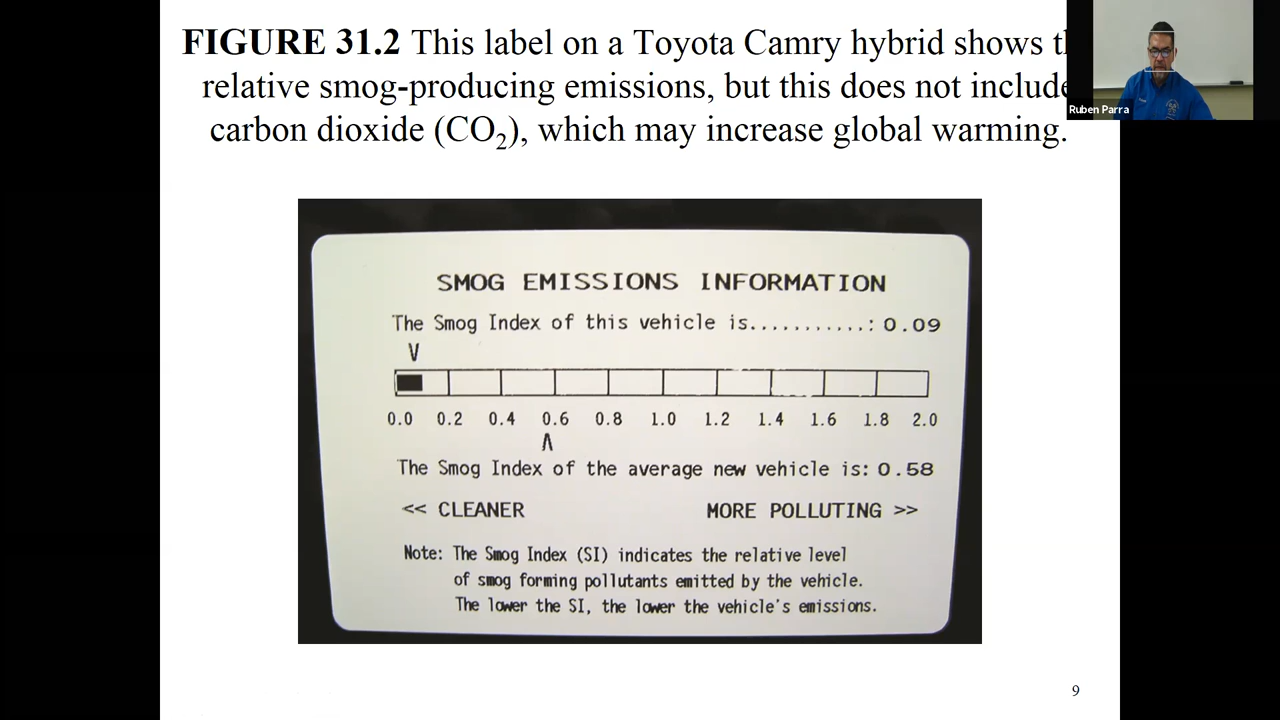 FIGURE 31.2 This label on a Toyota Camry hybrid shows
relative smog-producing emissions, but this does not include
carbon dioxide (CO₂), which may increase global warming.
Ruben Parra
SMOG EMISSIONS INFORMATION
The Smog Index of this vehicle is...........: 0.09
V
0.0 0.2 0.4 0.6 0.8 1.0 1.2 1.4 1.6 1.8 2.0
Λ
The Smog Index of the average new vehicle is: 0.58
<< CLEANER MORE POLLUTING >>
Note: The Smog Index (SI) indicates the relative level
of smog forming pollutants emitted by the vehicle.
The lower the SI, the lower the vehicle's emissions.
9